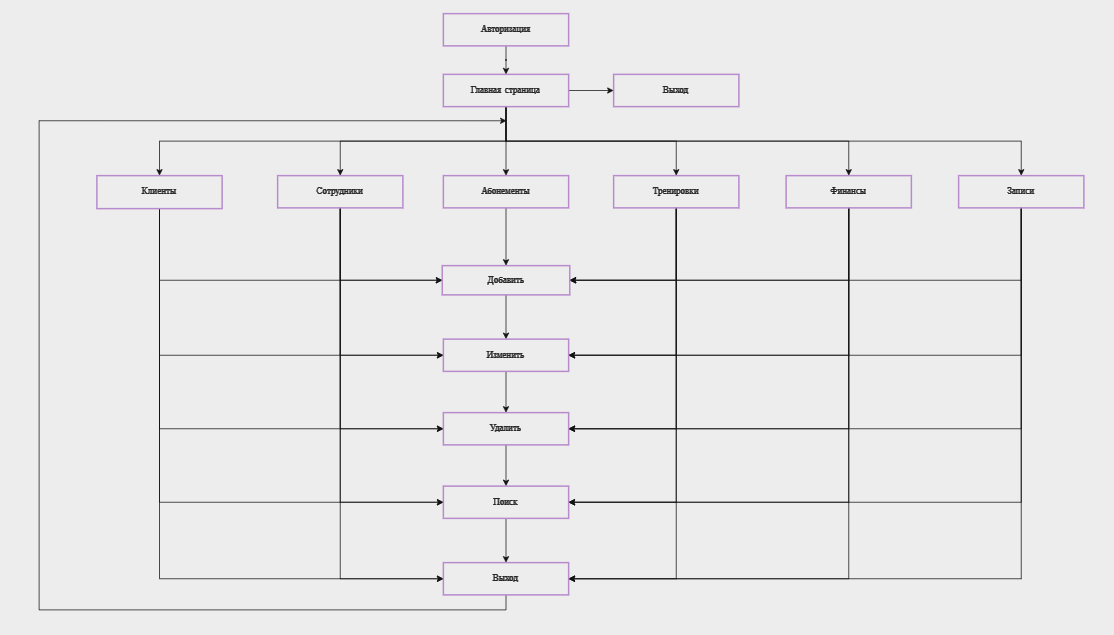 Авторизация
Главная страница
Выход
Клиенты
Сотрудники
Абонементы
Тренировки
Финансы
Записи
Добавить
Изменить
Удалить
Поиск
Выход